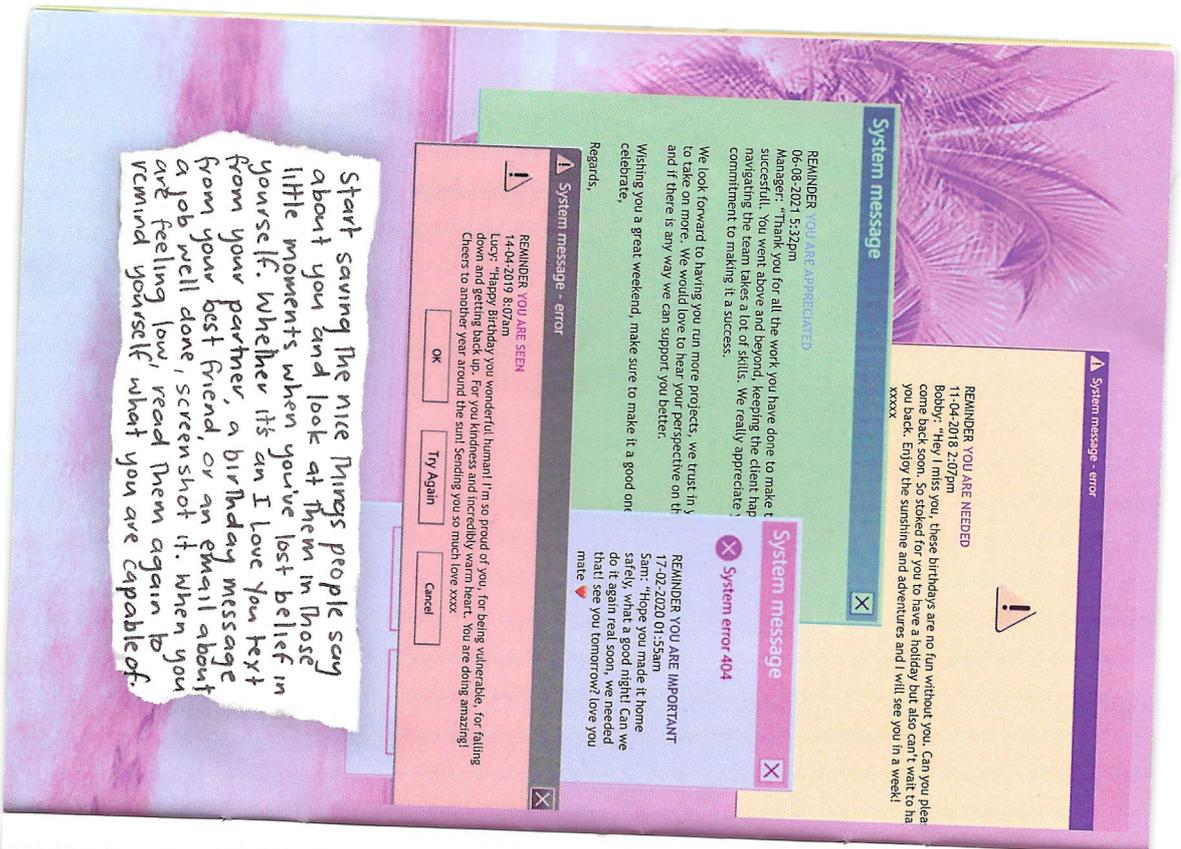 System message - error
REMINDER YOU ARE NEEDED
11-04-2018 2:07pm
Bobby: "Hey I miss you, these birthdays are no fun without you. Can you
come back soon. So stoked for you to have a holiday but also can't wait to
you back. Enjoy the sunshine and adventures and I will see you in a week!
xxxxx
System message
REMINDER YOU ARE APPRECIATED
06-08-2021 5:32pm
Manager: "Thank you for all the work you have done to make
succesfull. You went above and beyond, keeping the client
navigating the team takes a lot of skills. We really appreciate
commitment to making it a success.
We look forward to having you run more projects, we trust in
to take on more. We would love to hear your perspective on
and if there is any way we can support you better.
Wishing you a great weekend, make sure to make it a good one
celebrate,
Regards,
System message
System error 404
REMINDER YOU ARE IMPORTANT
17-02-2020 01:55am
Sam: "Hope you made it home
safely, what a good night! Can we
do it again real soon, we needed
that! see you tomorrow? love you
mate ❤
System message - error
REMINDER YOU ARE SEEN
14-04-2019 8:07am
Lucy: "Happy Birthday you wonderful human! I'm so proud of you, for being vulnerable, for falling
down and getting back up. For you kindness and incredibly warm heart. You are doing amazing!
Cheers to another year around the sun! Sending you so much love xxxx
OK
Try Again
Cancel
Start saving the nice things people say
about you and look at them in those
little moments when you've lost belief in
yourself. Whether it's an I Love You text
from your partner, a birthday message
from your best friend, or an email about
a job well done, screenshot it. When you
are feeling low, read them again to
remind yourself what you are capable of.